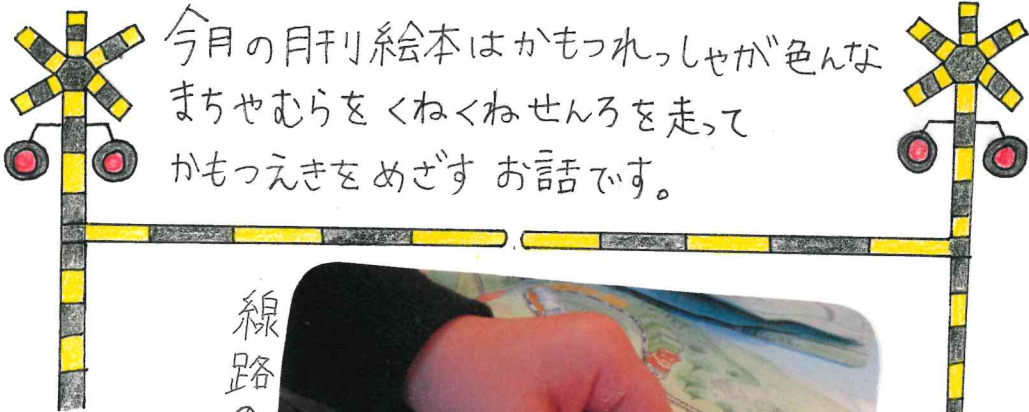 今月の月刊絵本はかもつれっしゃが色んな
まちやむらをくねくねせんろを走って
かもつえきをめざすお話です。
線路